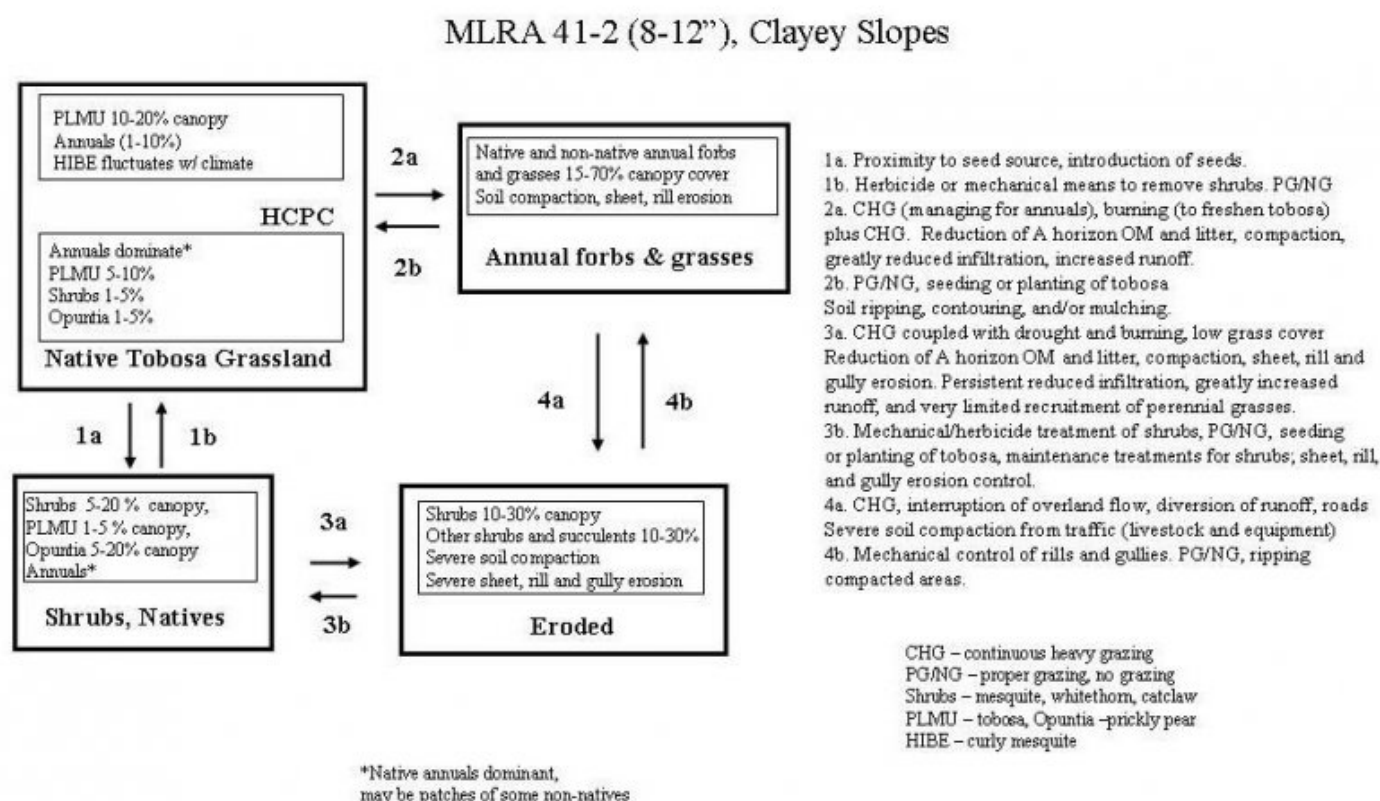 MLRA 41-2 (8-12”), Clayey Slopes
PLMU 10-20% canopy
Annuals (1-10%)
HIBE fluctuates w/ climate
HCPC
Annuals dominate*
PLMU 5-10%
Shrubs 1-5%
Opuntia 1-5%
Native Tobosa Grassland
2a
2b
Native and non-native annual forbs
and grasses 15-70% canopy cover
Soil compaction, sheet, rill erosion
Annual forbs & grasses
1a
1b
4a
4b
Shrubs 5-20 % canopy,
PLMU 1-5 % canopy,
Opuntia 5-20% canopy
Annuals*
Shrubs, Natives
3a
3b
Shrubs 10-30% canopy
Other shrubs and succulents 10-30%
Severe soil compaction
Severe sheet, rill and gully erosion
Eroded
1a. Proximity to seed source, introduction of seeds.
1b. Herbicide or mechanical means to remove shrubs. PG/NG
2a. CHG (managing for annuals), burning (to freshen tobosa)
plus CHG. Reduction of A horizon OM and litter, compaction,
greatly reduced infiltration, increased runoff.
2b. PG/NG, seeding or planting of tobosa
Soil ripping, contouring, and/or mulching.
3a. CHG coupled with drought and burning, low grass cover
Reduction of A horizon OM and litter, compaction, sheet, rill and
gully erosion. Persistent reduced infiltration, greatly increased
runoff, and very limited recruitment of perennial grasses.
3b. Mechanical/herbicide treatment of shrubs, PG/NG, seeding
or planting of tobosa, maintenance treatments for shrubs; sheet, rill,
and gully erosion control.
4a. CHG, interruption of overland flow, diversion of runoff, roads
Severe soil compaction from traffic (livestock and equipment)
4b. Mechanical control of rills and gullies. PG/NG, ripping
compacted areas.
CHG – continuous heavy grazing
PG/NG – proper grazing, no grazing
Shrubs – mesquite, whitethorn, catclaw
PLMU – tobosa, Opuntia –prickly pear
HIBE – curly mesquite
*Native annuals dominant,
may be patches of some non-natives